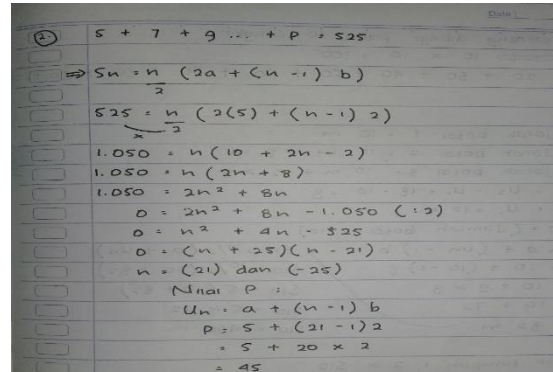 Date:
2. 5 + 7 + 9 ... + P = 525
⇒ Sn = n/2 (2a + (n - 1) b)
525 = n/2 (2(5) + (n - 1) 2)
x
1.050 = n(10 + 2n - 2)
1.050 = n (2n + 8)
1.050 = 2n² + 8n
0 = 2n² + 8n - 1.050 (:2)
0 = n² + 4n - 525
0 = (n + 25)(n - 21)
n = (21) dan (-25)
Nilai P =
Un = a + (n - 1) b
P = 5 + (21 - 1) 2
= 5 + 20 x 2
= 45